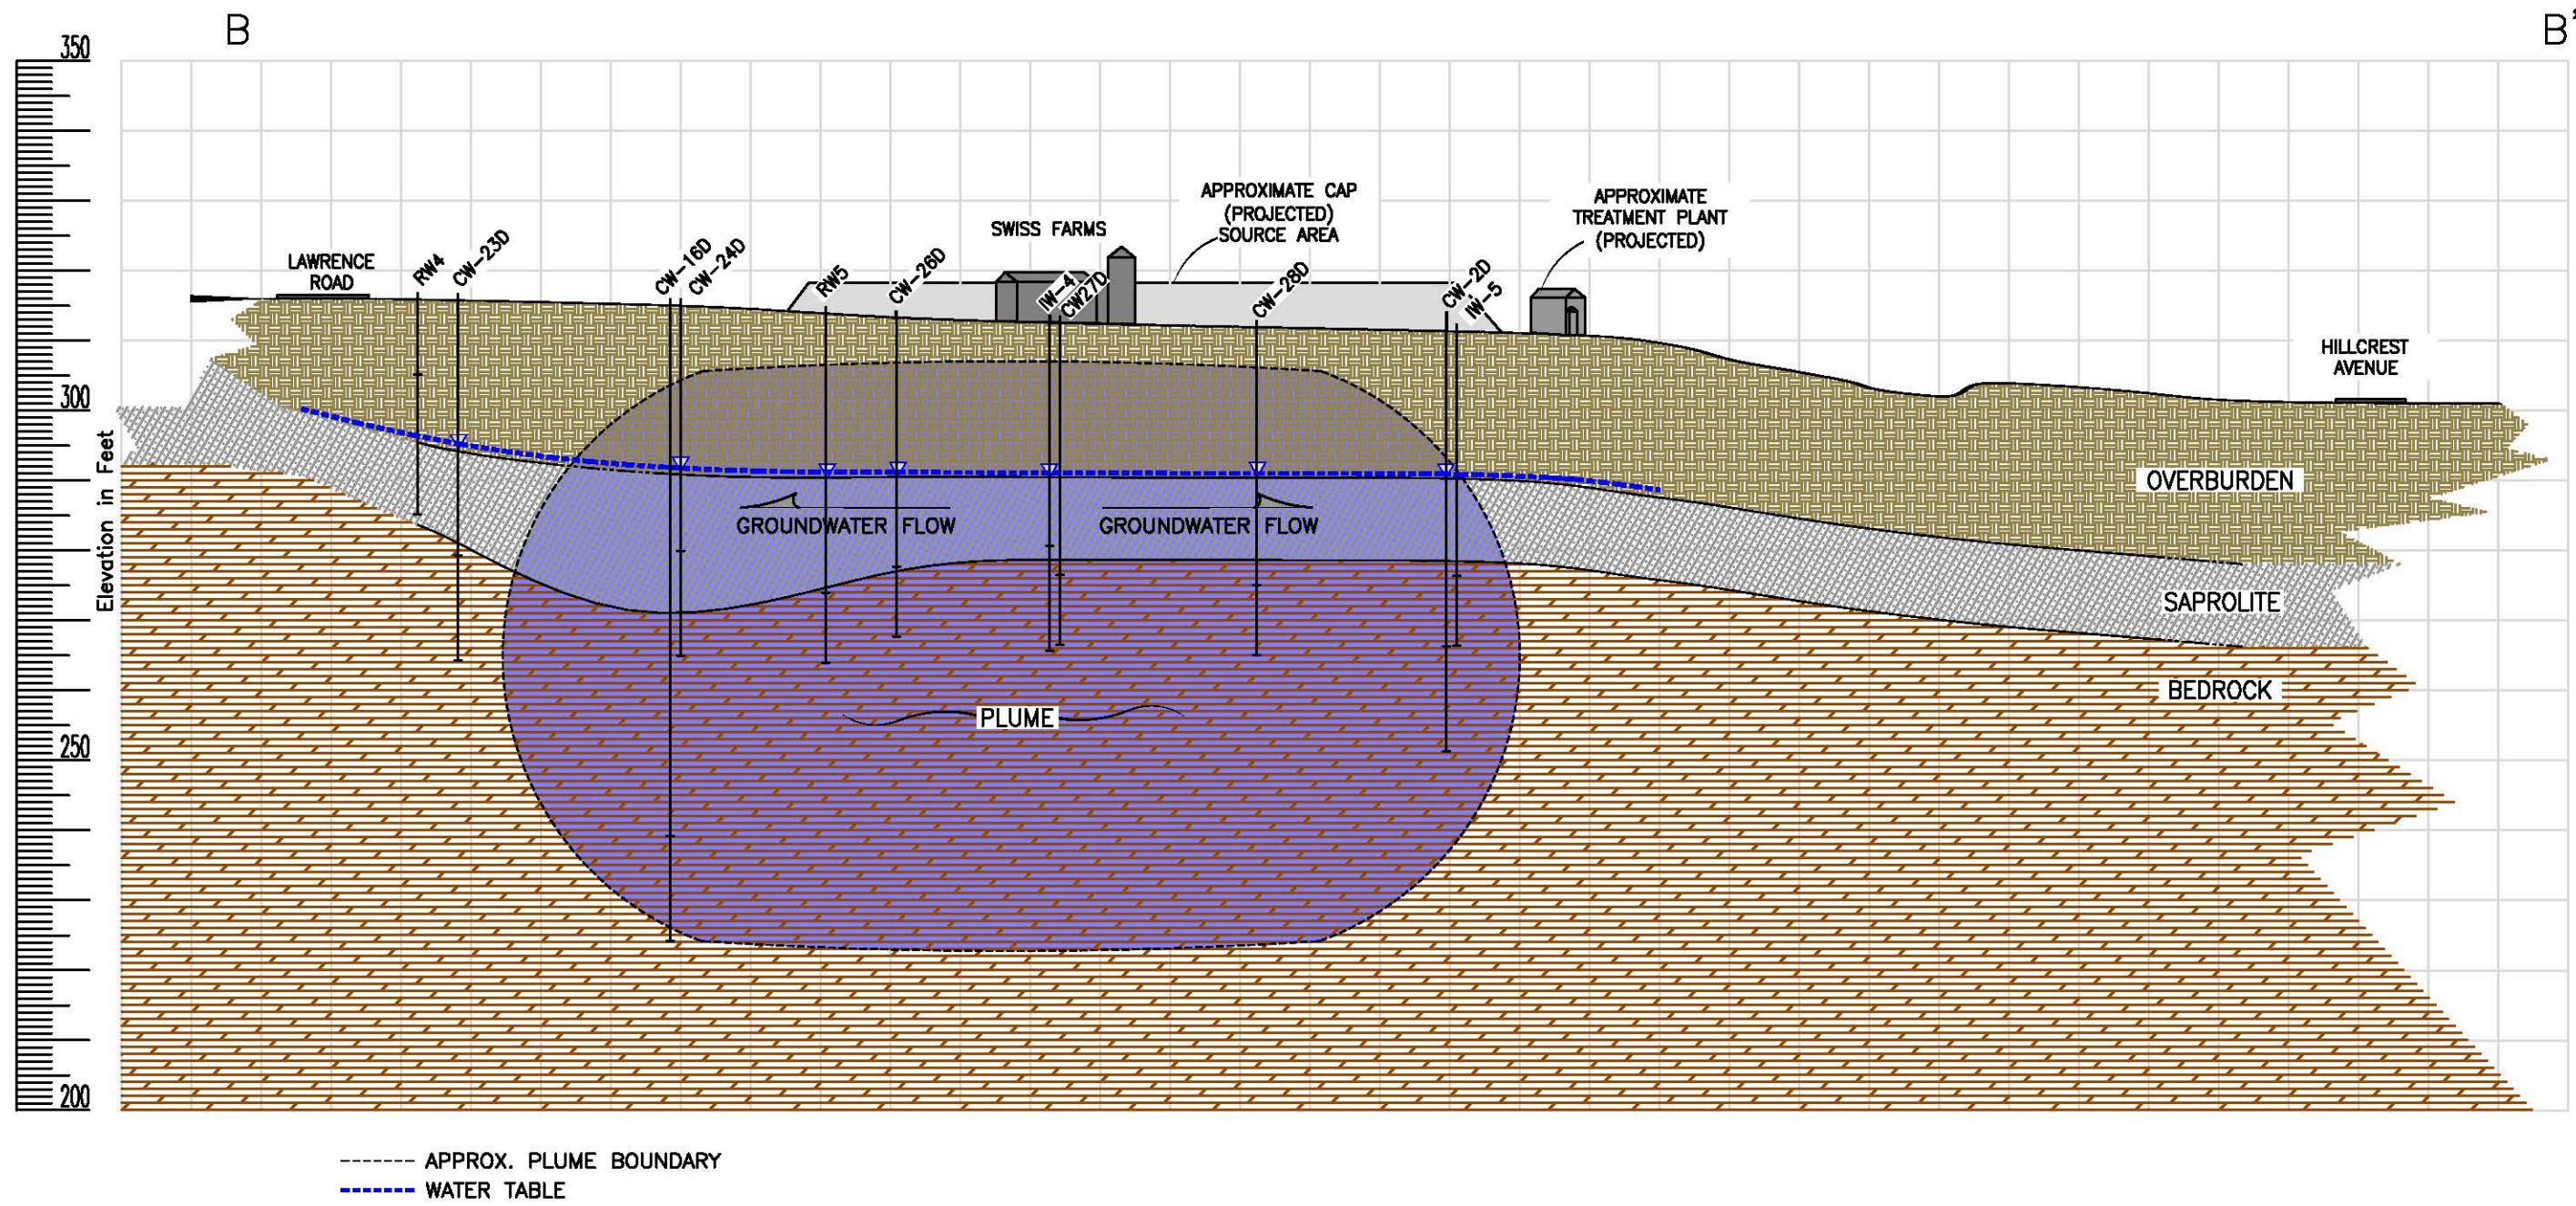 B
B'
350
300
250
200
Elevation in Feet
LAWRENCE
ROAD
RW4
CW-23D
CW-16D
CW-24D
RW5
CW-26D
SWISS FARMS
IW-4
CW27D
APPROXIMATE CAP
(PROJECTED)
SOURCE AREA
CW-28D
CW-2D
IW-5
APPROXIMATE
TREATMENT PLANT
(PROJECTED)
HILLCREST
AVENUE
OVERBURDEN
GROUNDWATER FLOW
GROUNDWATER FLOW
SAPROLITE
BEDROCK
PLUME
APPROX. PLUME BOUNDARY
WATER TABLE